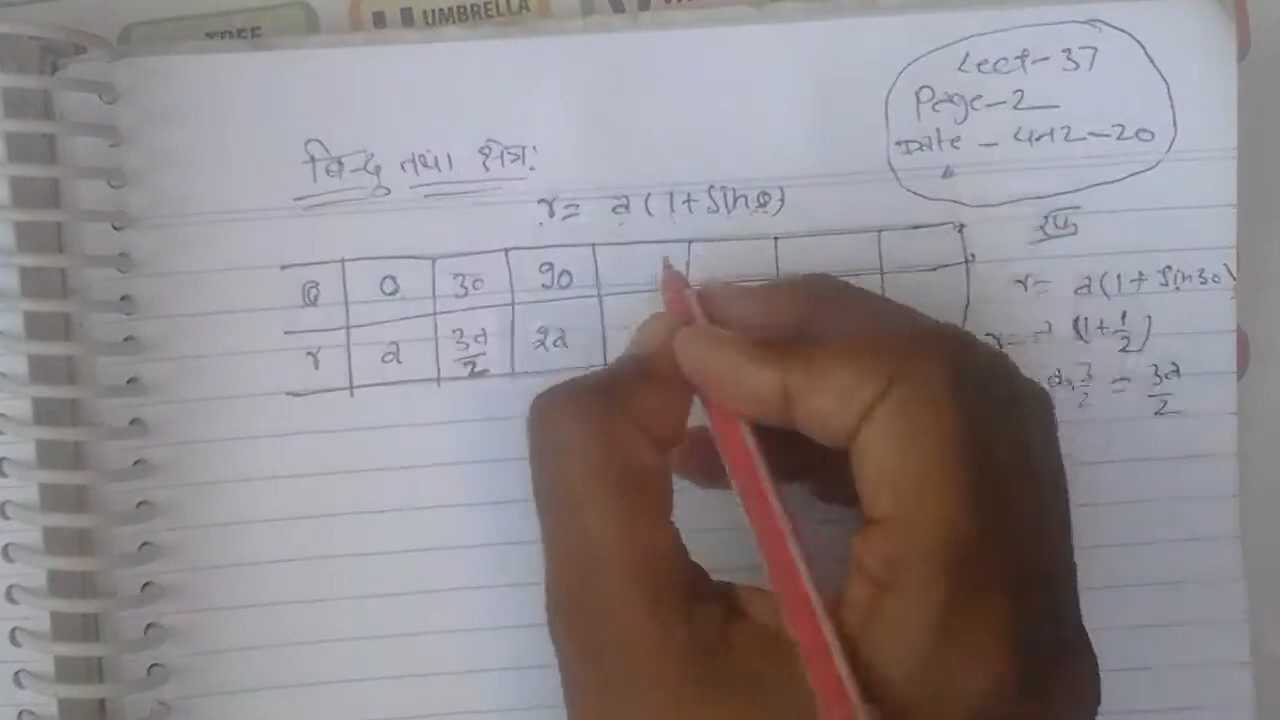 UMBRELLA
Lect-37
Page-2
Date - 4-12-20
बिन्दु तथा क्षेत्र:
r = a(1+Sinθ)
रफ
θ 0 30 90
r a 3a/2 2a
r = a(1+Sin30)
r = a(1+1/2)
a.3/2 = 3a/2